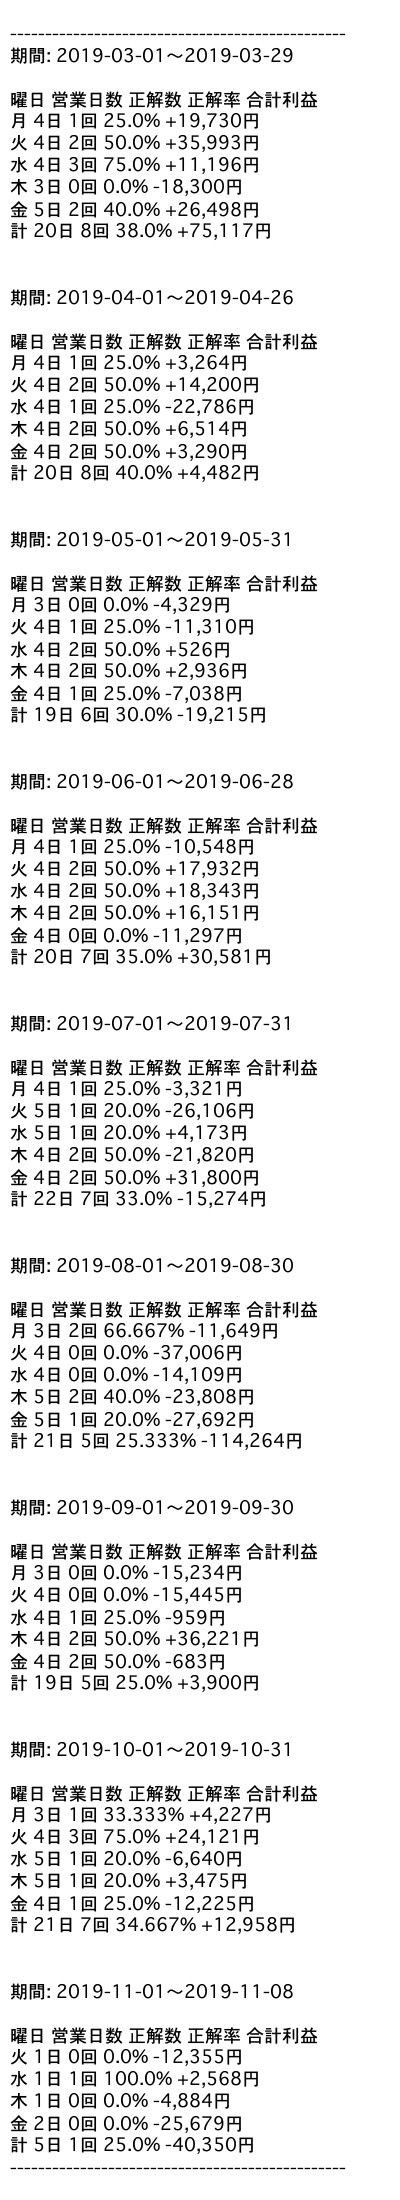 ------------------------------------------------
期間: 2019-03-01〜2019-03-29
曜日 営業日数 正解数 正解率 合計利益
月 4日 1回 25.0% +19,730円
火 4日 2回 50.0% +35,993円
水 4日 3回 75.0% +11,196円
木 3日 0回 0.0% -18,300円
金 5日 2回 40.0% +26,498円
計 20日 8回 38.0% +75,117円
期間: 2019-04-01〜2019-04-26
曜日 営業日数 正解数 正解率 合計利益
月 4日 1回 25.0% +3,264円
火 4日 2回 50.0% +14,200円
水 4日 1回 25.0% -22,786円
木 4日 2回 50.0% +6,514円
金 4日 2回 50.0% +3,290円
計 20日 8回 40.0% +4,482円
期間: 2019-05-01〜2019-05-31
曜日 営業日数 正解数 正解率 合計利益
月 3日 0回 0.0% -4,329円
火 4日 1回 25.0% -11,310円
水 4日 2回 50.0% +526円
木 4日 2回 50.0% +2,936円
金 4日 1回 25.0% -7,038円
計 19日 6回 30.0% -19,215円
期間: 2019-06-01〜2019-06-28
曜日 営業日数 正解数 正解率 合計利益
月 4日 1回 25.0% -10,548円
火 4日 2回 50.0% +17,932円
水 4日 2回 50.0% +18,343円
木 4日 2回 50.0% +16,151円
金 4日 0回 0.0% -11,297円
計 20日 7回 35.0% +30,581円
期間: 2019-07-01〜2019-07-31
曜日 営業日数 正解数 正解率 合計利益
月 4日 1回 25.0% -3,321円
火 5日 1回 20.0% -26,106円
水 5日 1回 20.0% +4,173円
木 4日 2回 50.0% -21,820円
金 4日 2回 50.0% +31,800円
計 22日 7回 33.0% -15,274円
期間: 2019-08-01〜2019-08-30
曜日 営業日数 正解数 正解率 合計利益
月 3日 2回 66.667% -11,649円
火 4日 0回 0.0% -37,006円
水 4日 0回 0.0% -14,109円
木 5日 2回 40.0% -23,808円
金 5日 1回 20.0% -27,692円
計 21日 5回 25.333% -114,264円
期間: 2019-09-01〜2019-09-30
曜日 営業日数 正解数 正解率 合計利益
月 3日 0回 0.0% -15,234円
火 4日 0回 0.0% -15,445円
水 4日 1回 25.0% -959円
木 4日 2回 50.0% +36,221円
金 4日 2回 50.0% -683円
計 19日 5回 25.0% +3,900円
期間: 2019-10-01〜2019-10-31
曜日 営業日数 正解数 正解率 合計利益
月 3日 1回 33.333% +4,227円
火 4日 3回 75.0% +24,121円
水 5日 1回 20.0% -6,640円
木 5日 1回 20.0% +3,475円
金 4日 1回 25.0% -12,225円
計 21日 7回 34.667% +12,958円
期間: 2019-11-01〜2019-11-08
曜日 営業日数 正解数 正解率 合計利益
火 1日 0回 0.0% -12,355円
水 1日 1回 100.0% +2,568円
木 1日 0回 0.0% -4,884円
金 2日 0回 0.0% -25,679円
計 5日 1回 25.0% -40,350円
------------------------------------------------